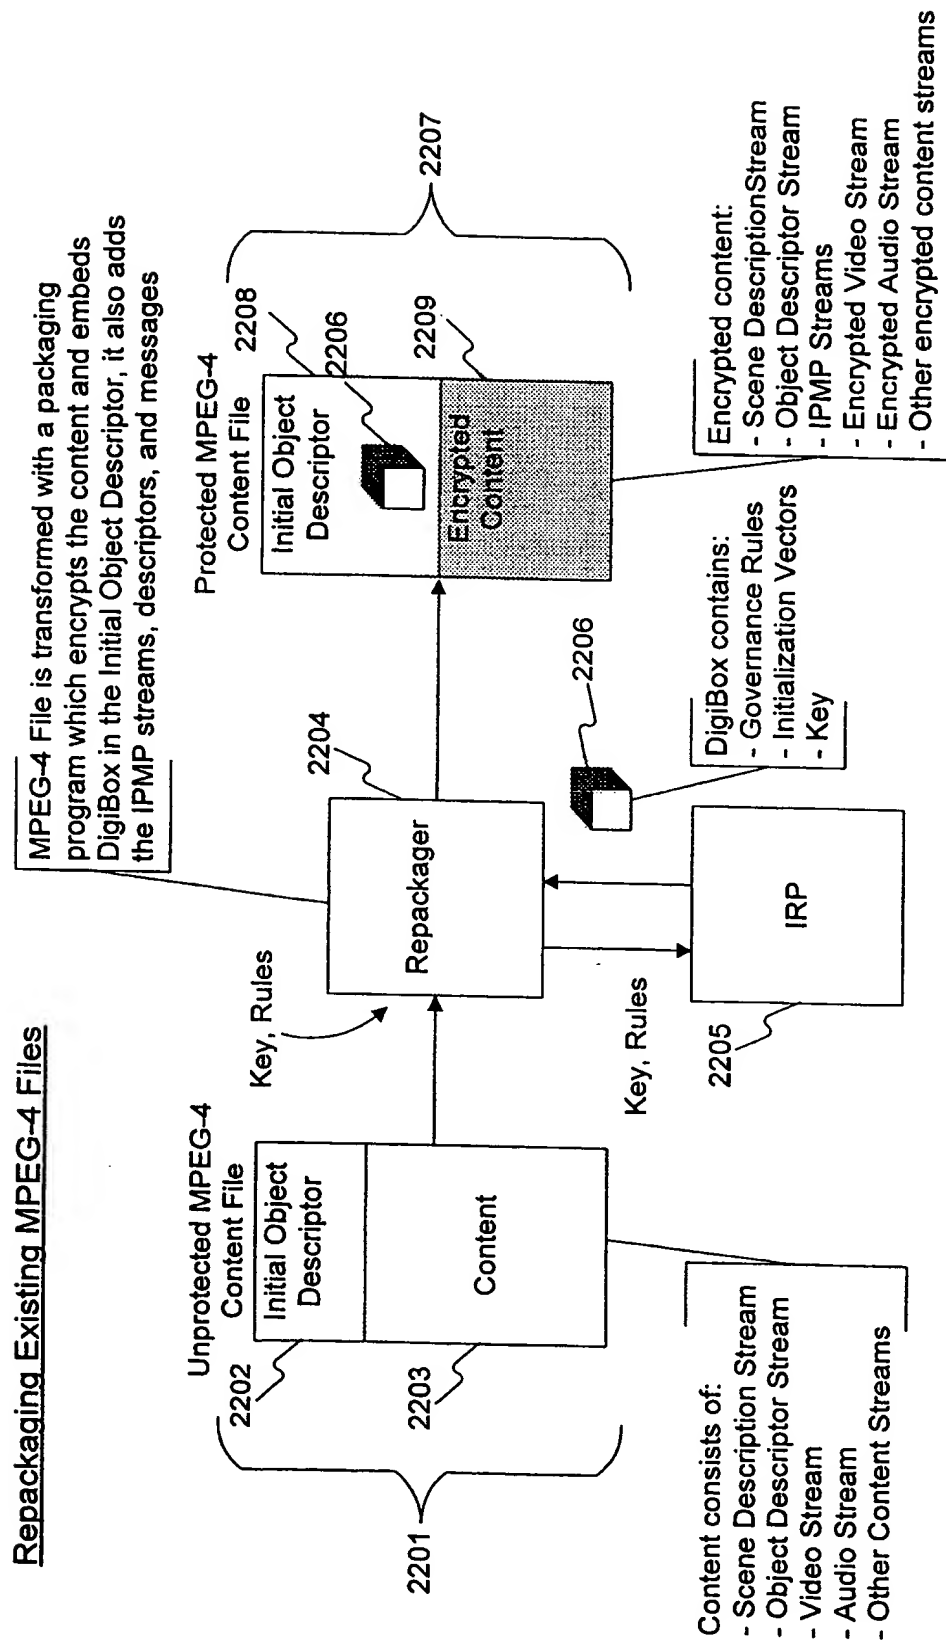 Repackaging Existing MPEG-4 Files
MPEG-4 File is transformed with a packaging
program which encrypts the content and embeds
DigiBox in the Initial Object Descriptor, it also adds
the IPMP streams, descriptors, and messages
Unprotected MPEG-4
Content File
Initial Object
Descriptor
Content
2201
2202
2203
Content consists of:
- Scene Description Stream
- Object Descriptor Stream
- Video Stream
- Audio Stream
- Other Content Streams
Key, Rules
Repackager
2204
Key, Rules
IRP
2205
2206
DigiBox contains:
- Governance Rules
- Initialization Vectors
- Key
Protected MPEG-4
Content File
Initial Object
Descriptor
Encrypted
Content
2208
2206
2209
2207
Encrypted content:
- Scene DescriptionStream
- Object Descriptor Stream
- IPMP Streams
- Encrypted Video Stream
- Encrypted Audio Stream
- Other encrypted content streams